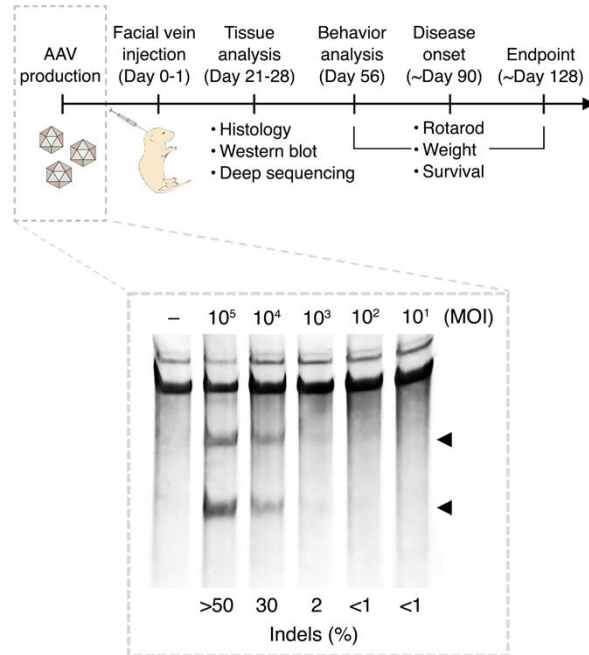 AAV
production
Facial vein
injection
(Day 0-1)
Tissue
analysis
(Day 21-28)
Behavior
analysis
(Day 56)
Disease
onset
(~Day 90)
Endpoint
(~Day 128)
•Histology
•Western blot
•Deep sequencing
•Rotarod
•Weight
•Survival
– 10⁵ 10⁴ 10³ 10² 10¹ (MOI)
>50 30 2 <1 <1
Indels (%)